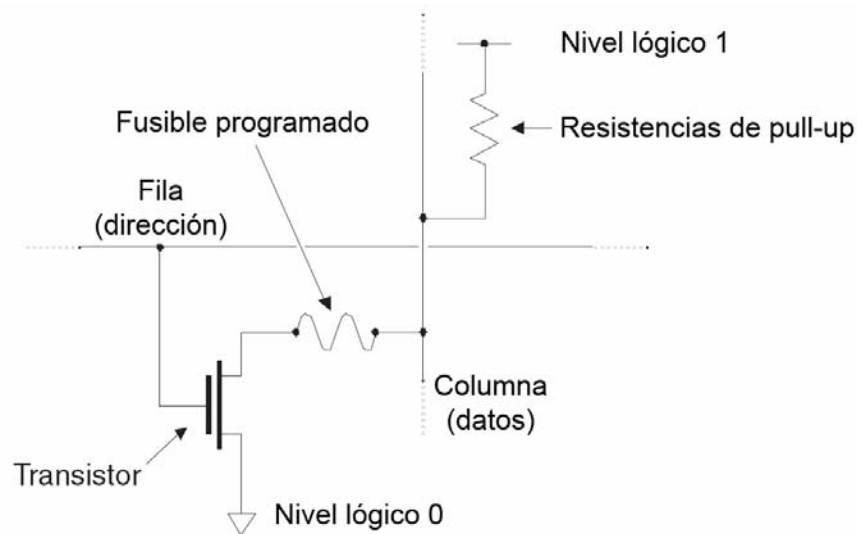 Nivel lógico 1
Fusible programado
Resistencias de pull-up
Fila
(dirección)
Columna
(datos)
Transistor
Nivel lógico 0